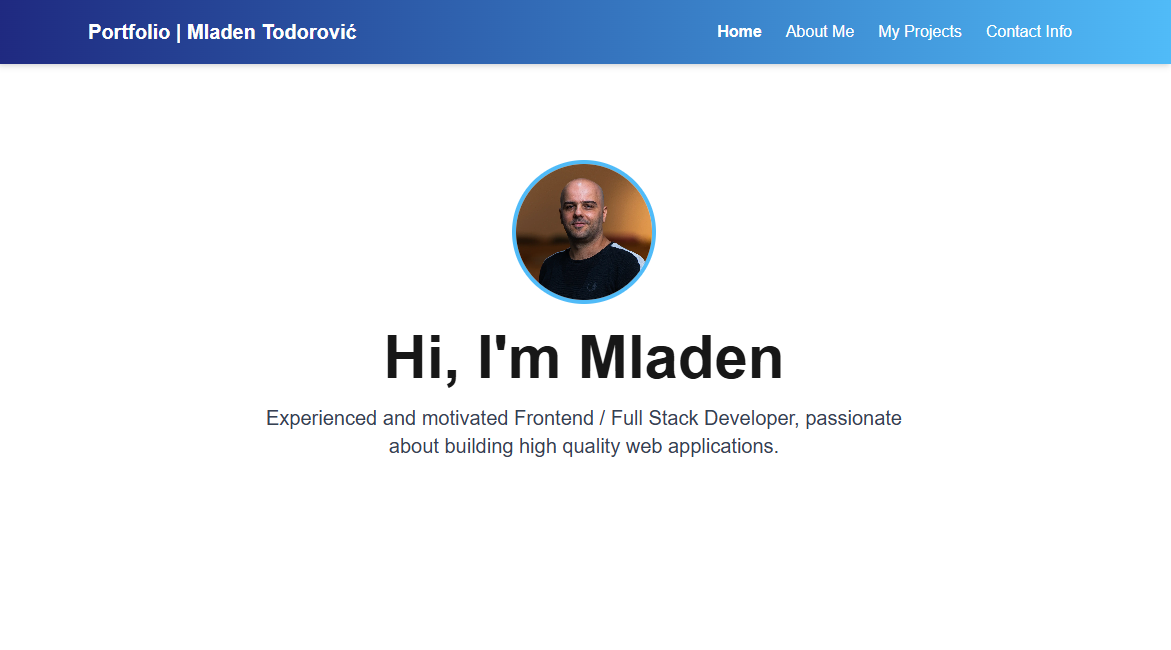 Portfolio | Mladen Todorović
Home
About Me
My Projects
Contact Info
Hi, I'm Mladen
Experienced and motivated Frontend / Full Stack Developer, passionate
about building high quality web applications.